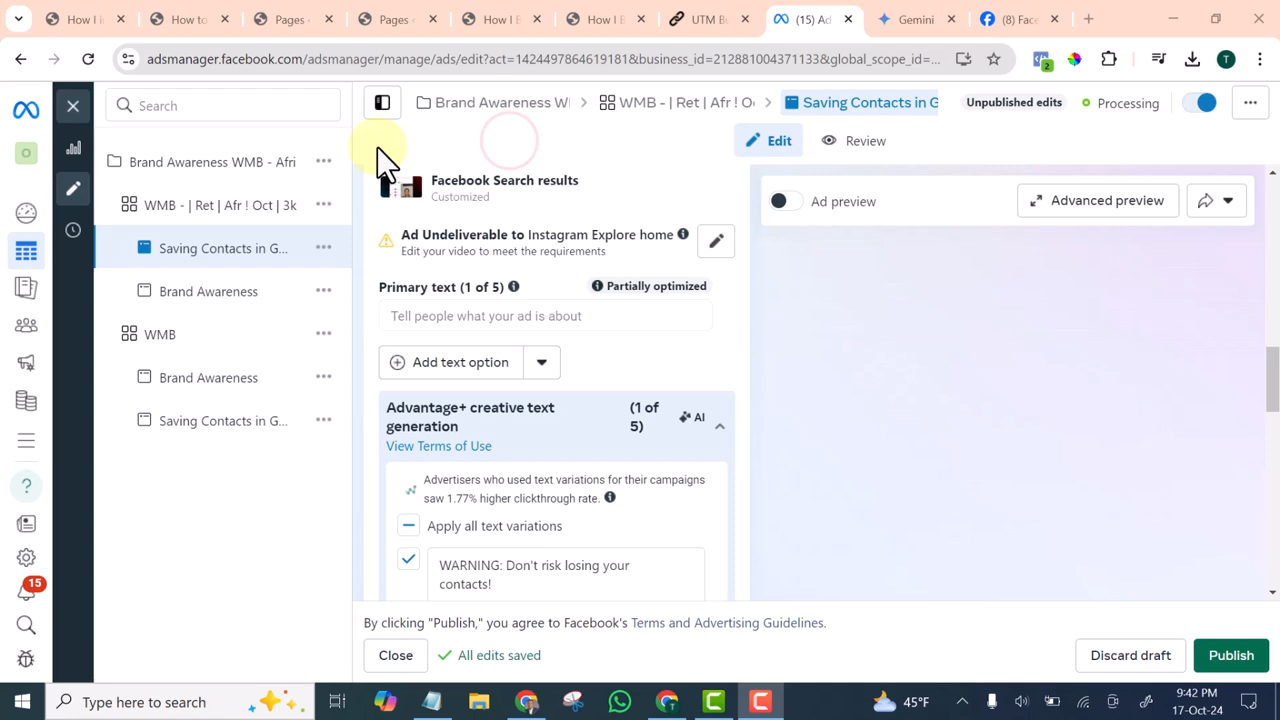 How I i
How to
Pages
Pages
How I B
How I B
UTM Bu
(15) Ad
Gemini
(8) Face
adsmanager.facebook.com/adsmanager/manage/ads/edit?act=1424497864619181&business_id=212881004371133&global_scope_id=...
2
T
Search
Brand Awareness W
WMB - | Ret | Afr ! O
Saving Contacts in G
Unpublished edits
Processing
Edit
Review
O
Brand Awareness WMB - Afri
WMB - | Ret | Afr ! Oct | 3k
Saving Contacts in G...
Brand Awareness
WMB
Brand Awareness
Saving Contacts in G...
15
Facebook Search results
Customized
Ad Undeliverable to Instagram Explore home
Edit your video to meet the requirements
Primary text (1 of 5)
Partially optimized
Tell people what your ad is about
Add text option
Advantage+ creative text generation
(1 of 5)
AI
View Terms of Use
Advertisers who used text variations for their campaigns
saw 1.77% higher clickthrough rate.
Apply all text variations
WARNING: Don't risk losing your
contacts!
Ad preview
Advanced preview
By clicking "Publish," you agree to Facebook's Terms and Advertising Guidelines.
Close
All edits saved
Discard draft
Publish
Type here to search
45°F
9:42 PM
17-Oct-24